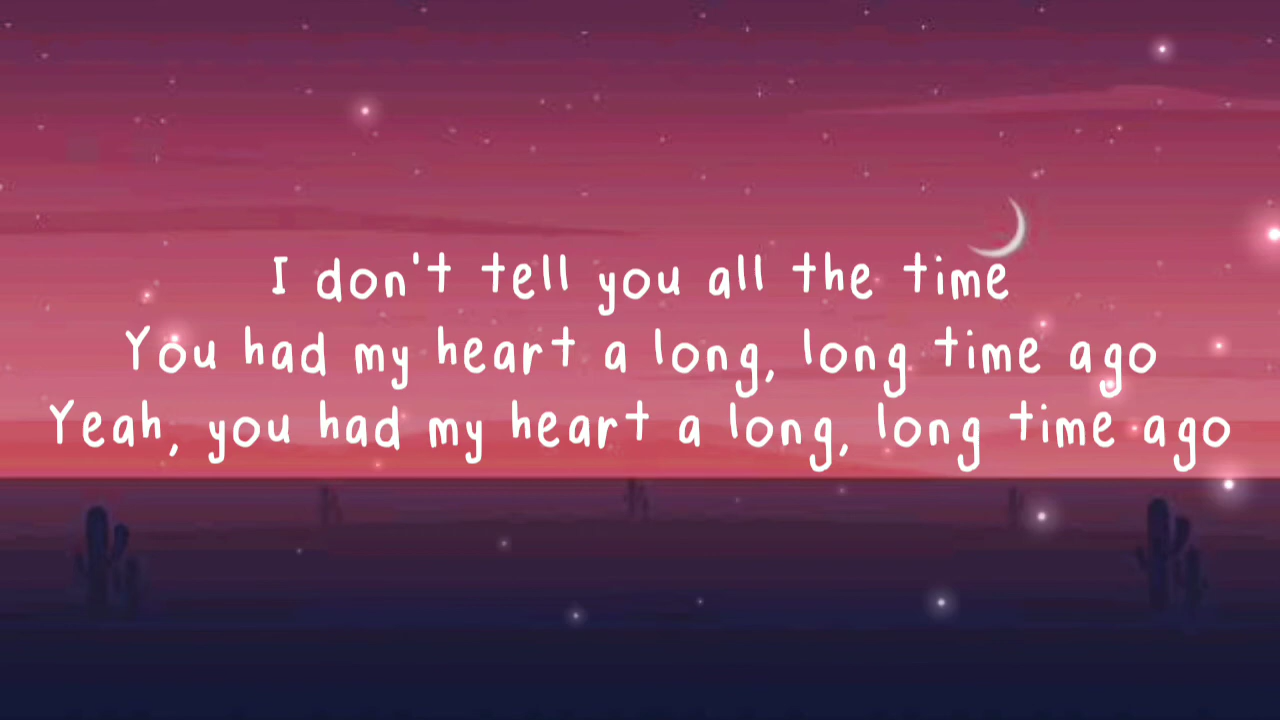 I don't tell you all the time
You had my heart a long, long time ago
Yeah, you had my heart a long, long time ago